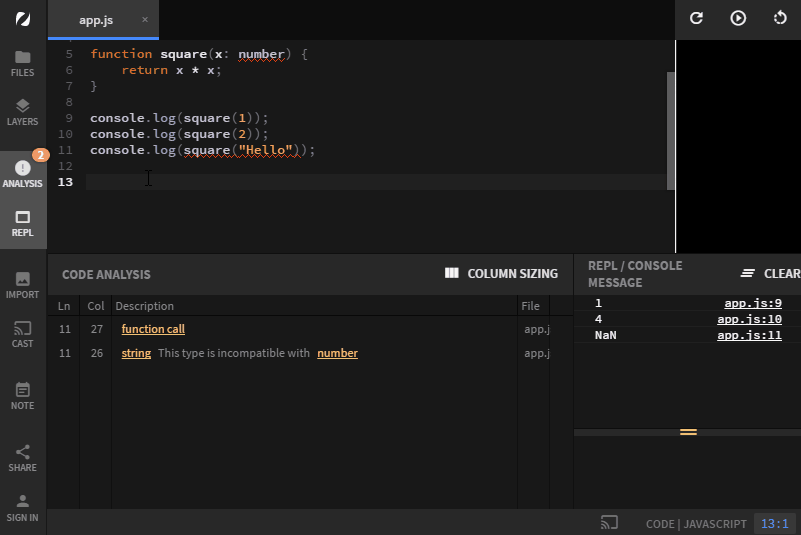 app.js ×
FILES
LAYERS
2
ANALYSIS
REPL
IMPORT
CAST
NOTE
SHARE
SIGN IN
5 function square(x: number) {
6 return x * x;
7 }
8
9 console.log(square(1));
10 console.log(square(2));
11 console.log(square("Hello"));
12
13
CODE ANALYSIS
COLUMN SIZING
Ln Col Description File
11 27 function call app.j
11 26 string This type is incompatible with number app.j
REPL / CONSOLE
MESSAGE
CLEAR
1 app.js:9
4 app.js:10
NaN app.js:11
CODE | JAVASCRIPT 13:1